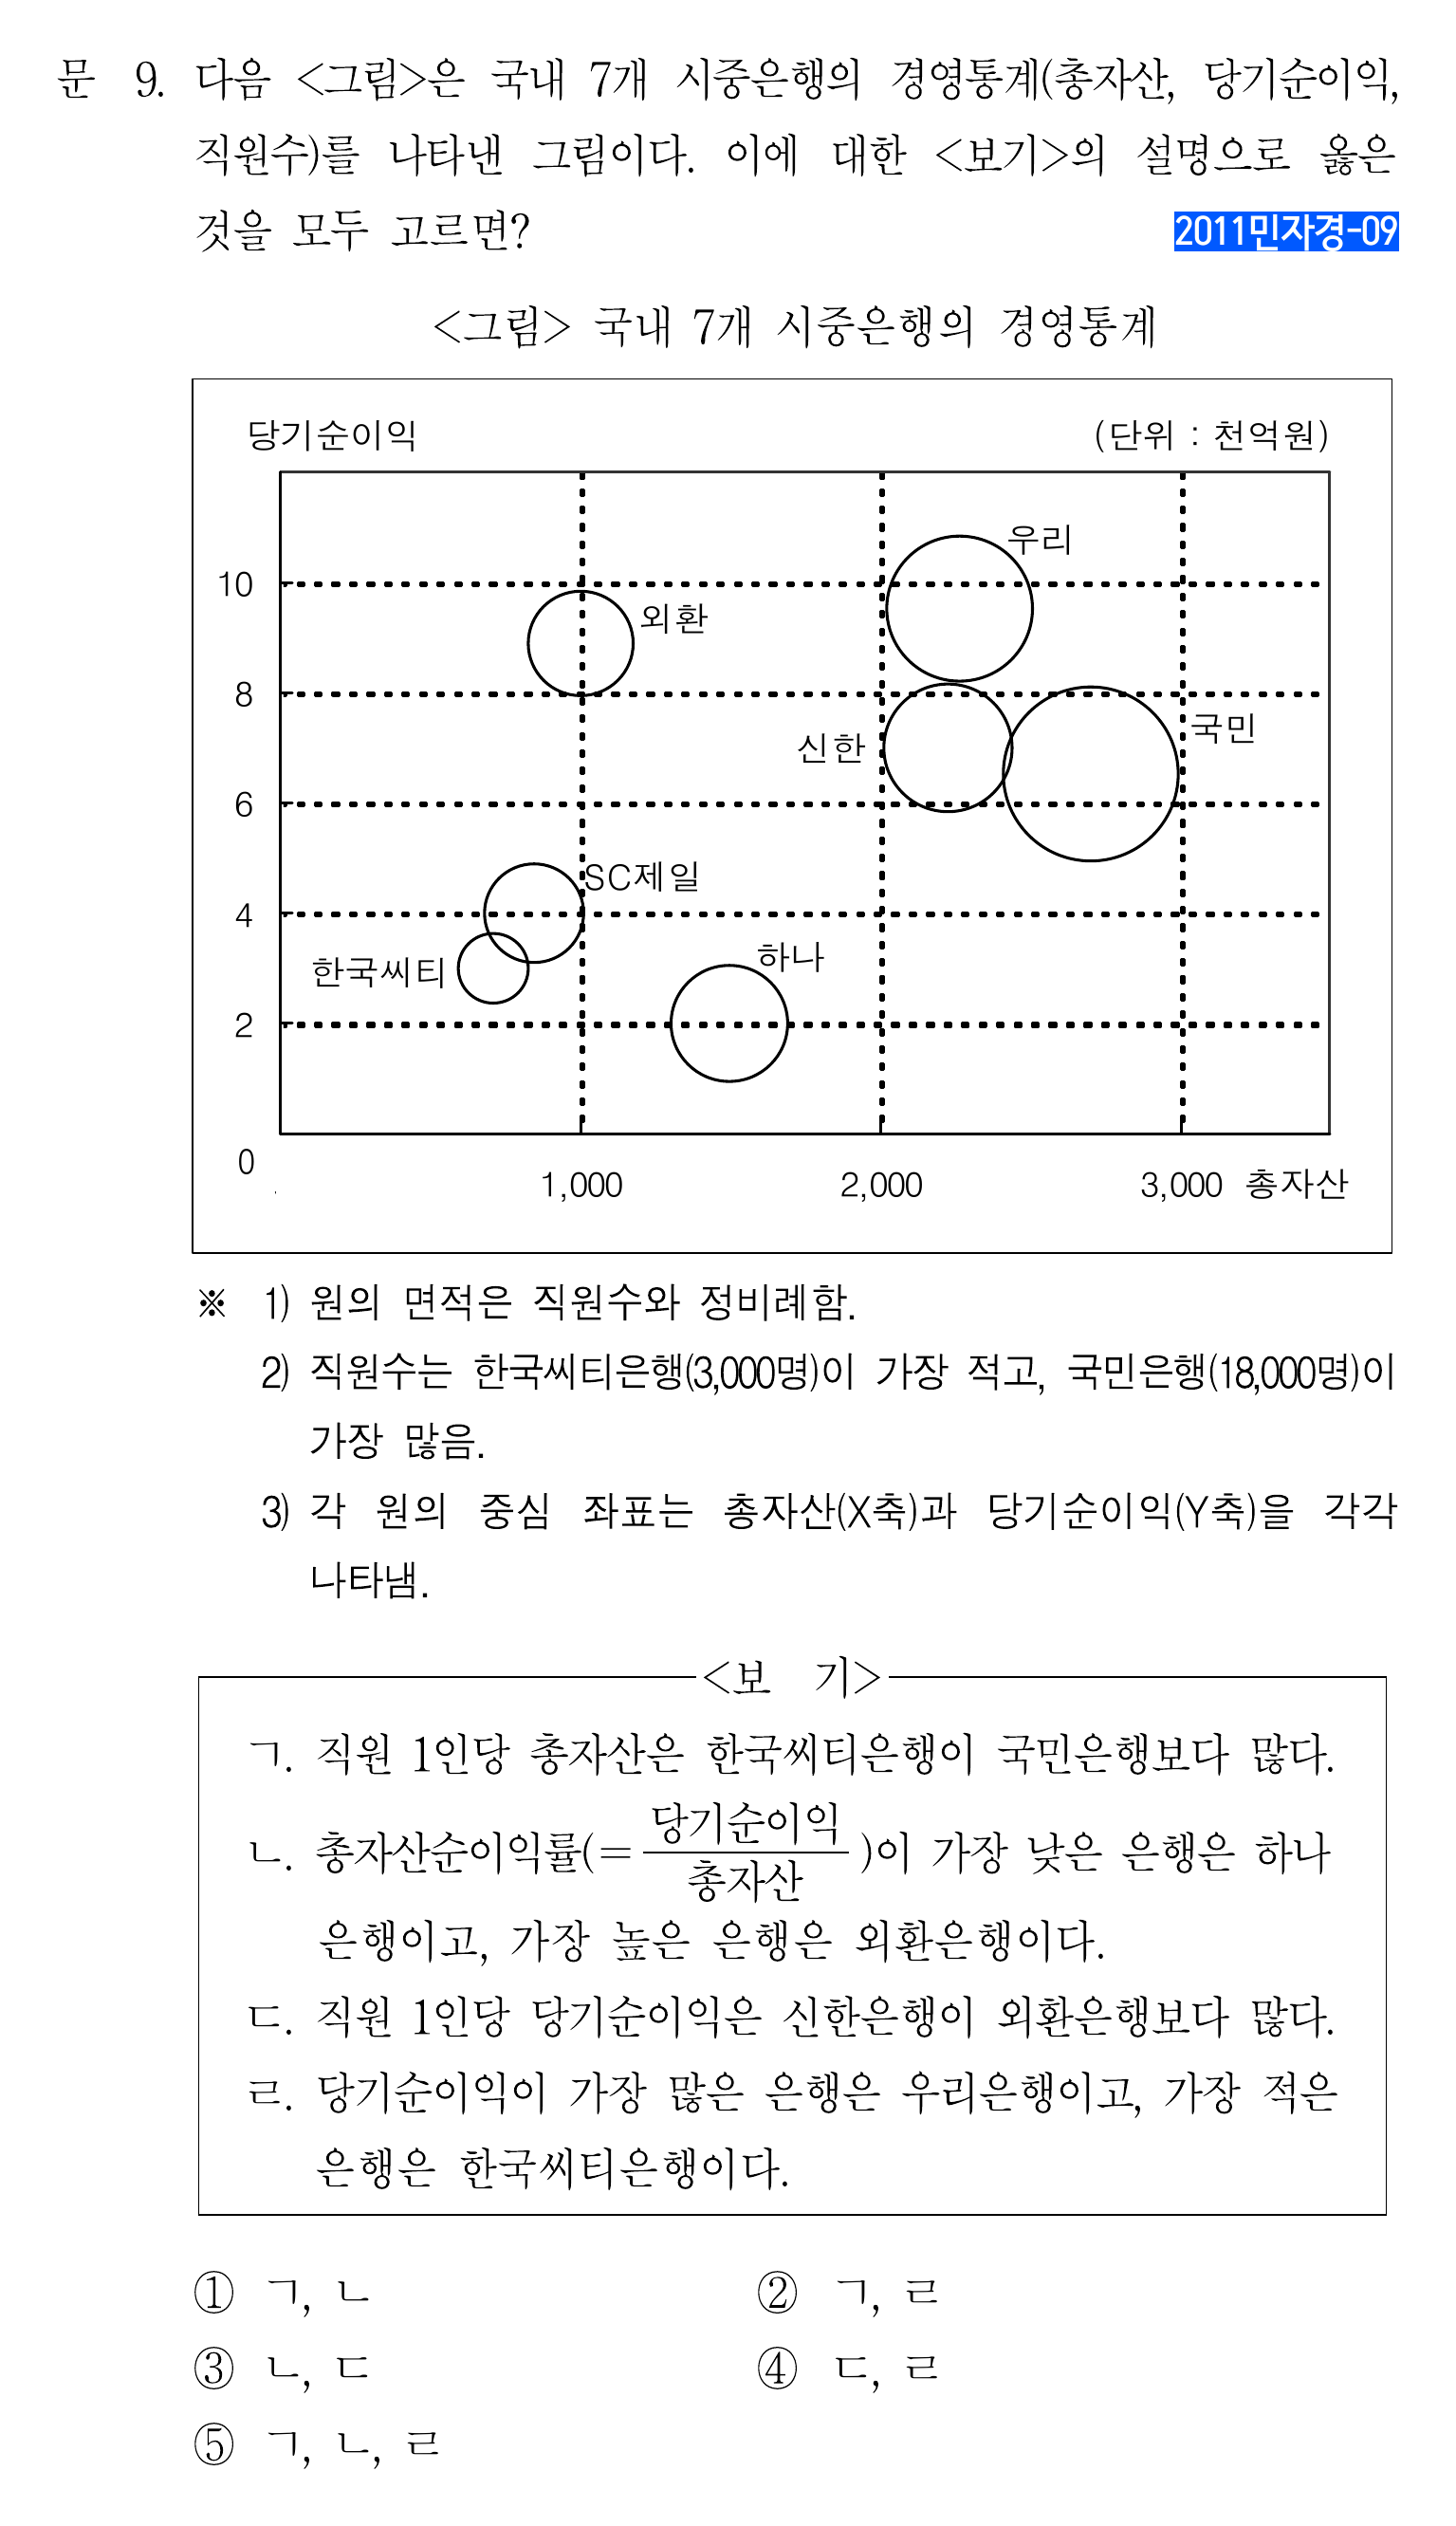 문 9. 다음 <그림>은 국내 7개 시중은행의 경영통계(총자산, 당기순이익,
직원수)를 나타낸 그림이다. 이에 대한 <보기>의 설명으로 옳은
것을 모두 고르면?
2011민자경-09
<그림> 국내 7개 시중은행의 경영통계
당기순이익 (단위 : 천억원)
우리
10
외환
8
국민
신한
6
SC제일
4
하나
한국씨티
2
0
1,000 2,000 3,000 총자산
※ 1) 원의 면적은 직원수와 정비례함.
2) 직원수는 한국씨티은행(3,000명)이 가장 적고, 국민은행(18,000명)이
가장 많음.
3) 각 원의 중심 좌표는 총자산(X축)과 당기순이익(Y축)을 각각
나타냄.
<보 기>
ㄱ. 직원 1인당 총자산은 한국씨티은행이 국민은행보다 많다.
ㄴ. 총자산순이익률(= 당기순이익 / 총자산 )이 가장 낮은 은행은 하나
은행이고, 가장 높은 은행은 외환은행이다.
ㄷ. 직원 1인당 당기순이익은 신한은행이 외환은행보다 많다.
ㄹ. 당기순이익이 가장 많은 은행은 우리은행이고, 가장 적은
은행은 한국씨티은행이다.
① ㄱ, ㄴ ② ㄱ, ㄹ
③ ㄴ, ㄷ ④ ㄷ, ㄹ
⑤ ㄱ, ㄴ, ㄹ